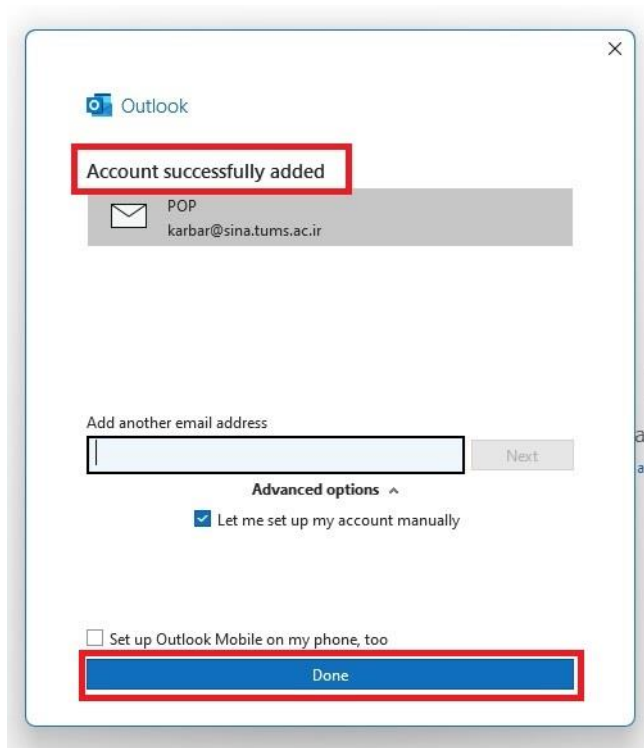 Outlook
Account successfully added
POP
karbar@sina.tums.ac.ir
Add another email address
Next
Advanced options
Let me set up my account manually
Set up Outlook Mobile on my phone, too
Done